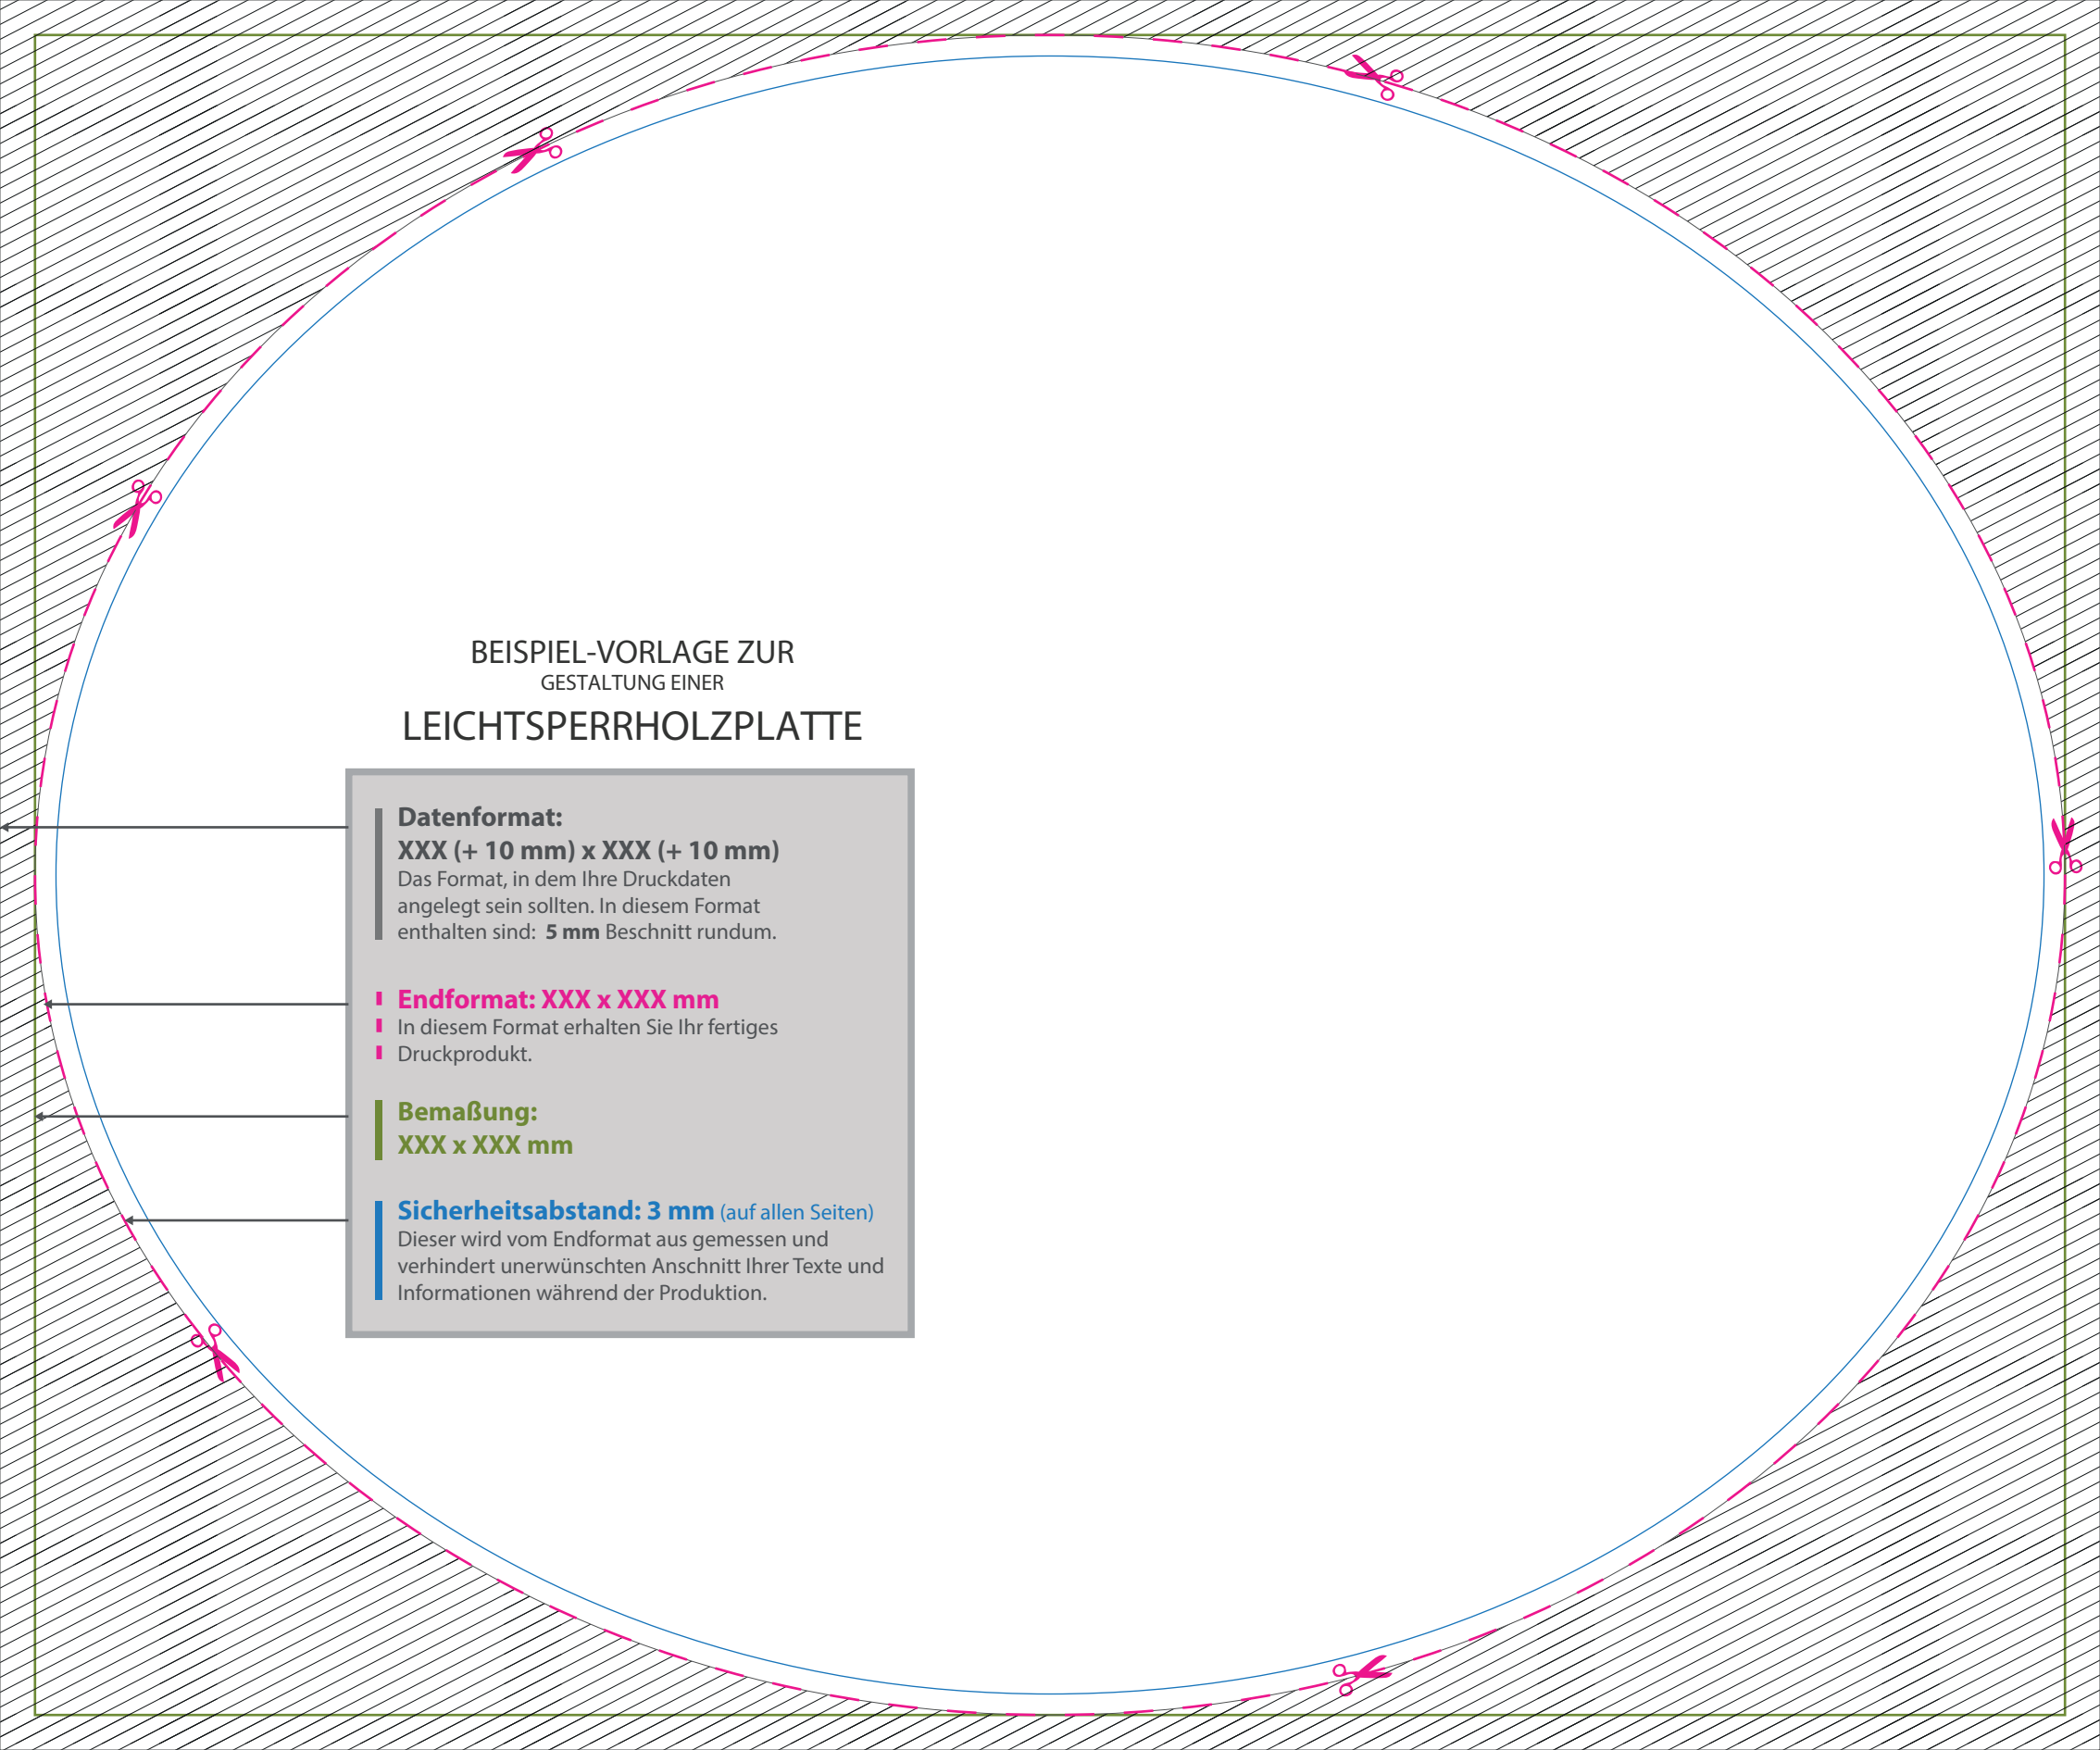 BEISPIEL-VORLAGE ZUR
GESTALTUNG EINER
LEICHTSPERRHOLZPLATTE
Datenformat:
XXX (+ 10 mm) x XXX (+ 10 mm)
Das Format, in dem Ihre Druckdaten
angelegt sein sollten. In diesem Format
enthalten sind: 5 mm Beschnitt rundum.
Endformat: XXX x XXX mm
In diesem Format erhalten Sie Ihr fertiges
Druckprodukt.
Bemaßung:
XXX x XXX mm
Sicherheitsabstand: 3 mm (auf allen Seiten)
Dieser wird vom Endformat aus gemessen und
verhindert unerwünschten Anschnitt Ihrer Texte und
Informationen während der Produktion.